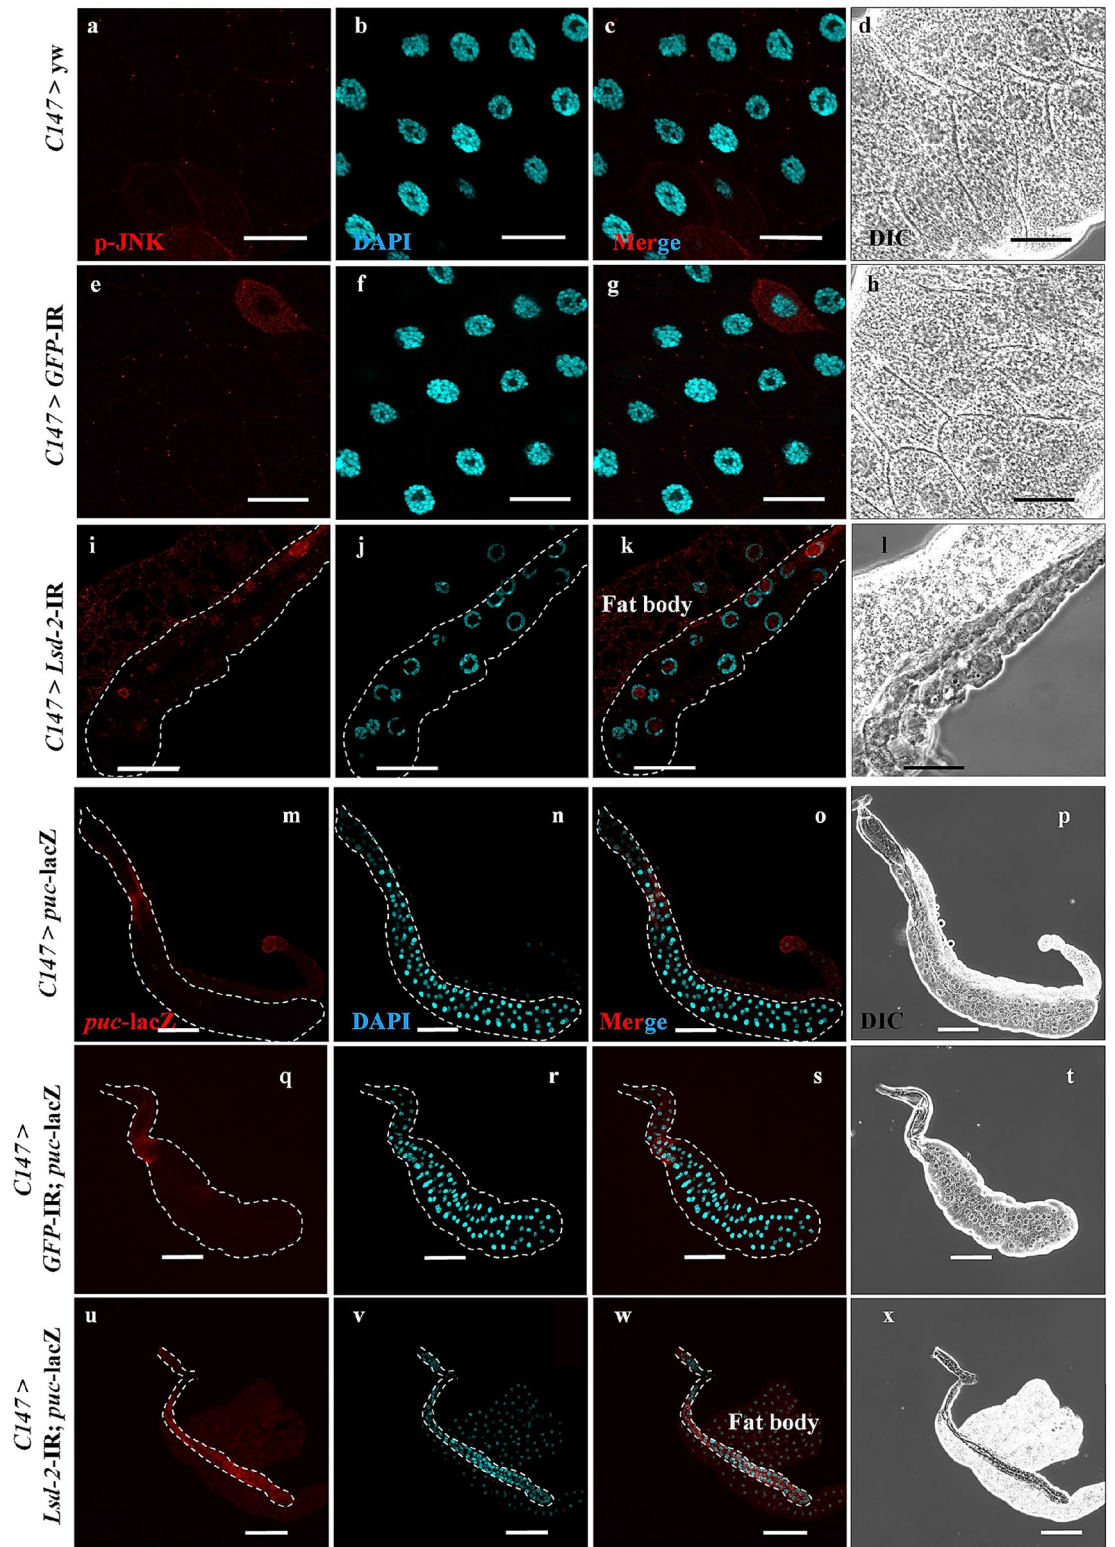 C147 > yw
a
b
c
d
p-JNK
DAPI
Merge
DIC
C147 > GFP-IR
e
f
g
h
C147 > Lsd-2-IR
i
j
k
l
Fat body
C147 > puc-lacZ
m
n
o
p
puc-lacZ
DAPI
Merge
DIC
C147 >
GFP-IR; puc-lacZ
q
r
s
t
C147 >
Lsd-2-IR; puc-lacZ
u
v
w
x
Fat body